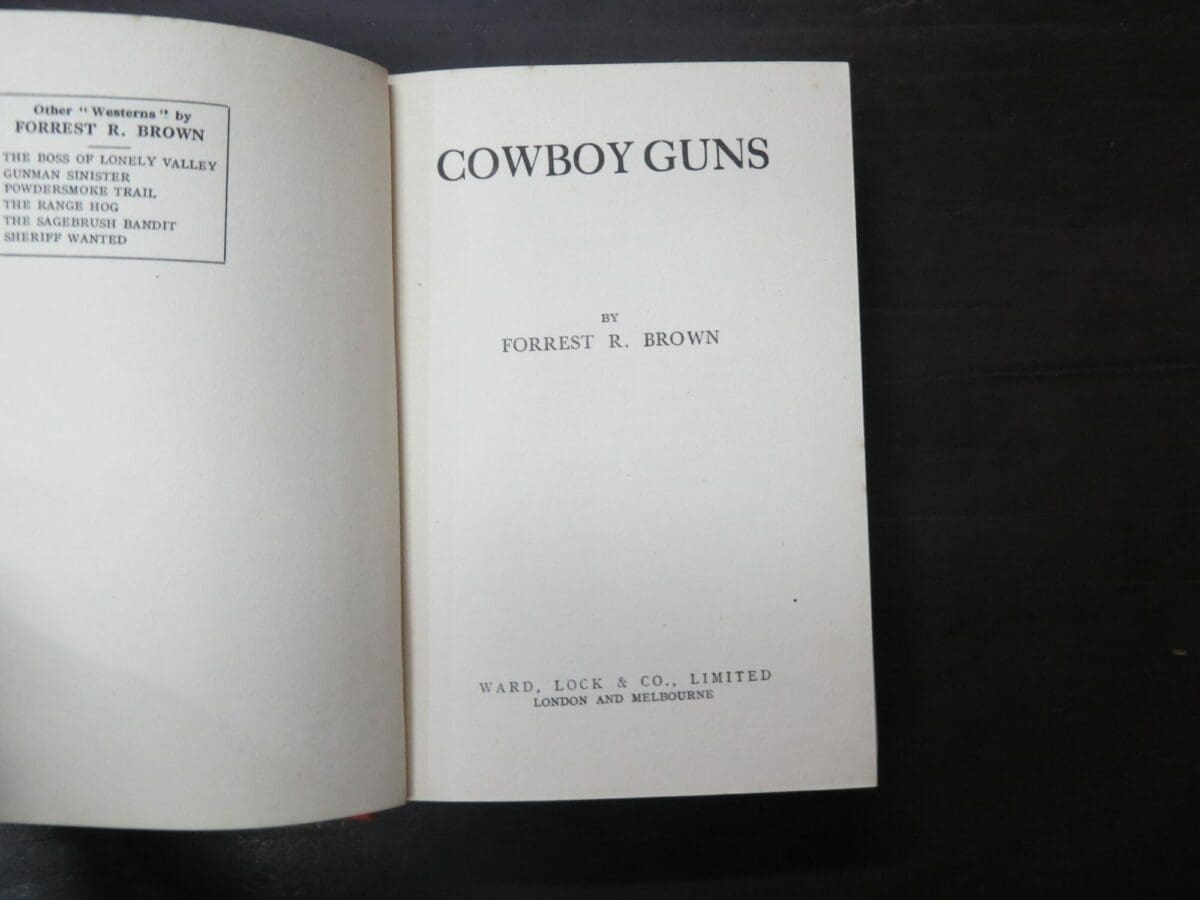 Other "Westerns" by
FORREST R. BROWN
THE BOSS OF LONELY VALLEY
GUNMAN SINISTER
POWDERSMOKE TRAIL
THE RANGE HOG
THE SAGEBRUSH BANDIT
SHERIFF WANTED
COWBOY GUNS
BY
FORREST R. BROWN
WARD, LOCK & CO., LIMITED
LONDON AND MELBOURNE